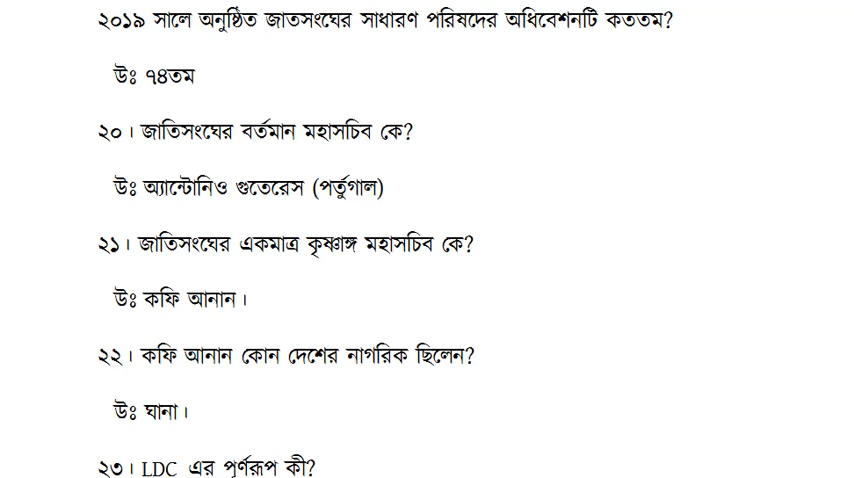 ২০১৯ সালে অনুষ্ঠিত জাতসংঘের সাধারণ পরিষদের অধিবেশনটি কততম?
উঃ ৭৪তম
২০। জাতিসংঘের বর্তমান মহাসচিব কে?
উঃ অ্যান্টোনিও গুতেরেস (পর্তুগাল)
২১। জাতিসংঘের একমাত্র কৃষ্ণাঙ্গ মহাসচিব কে?
উঃ কফি আনান।
২২। কফি আনান কোন দেশের নাগরিক ছিলেন?
উঃ ঘানা।
২৩। LDC এর পূর্ণরূপ কী?